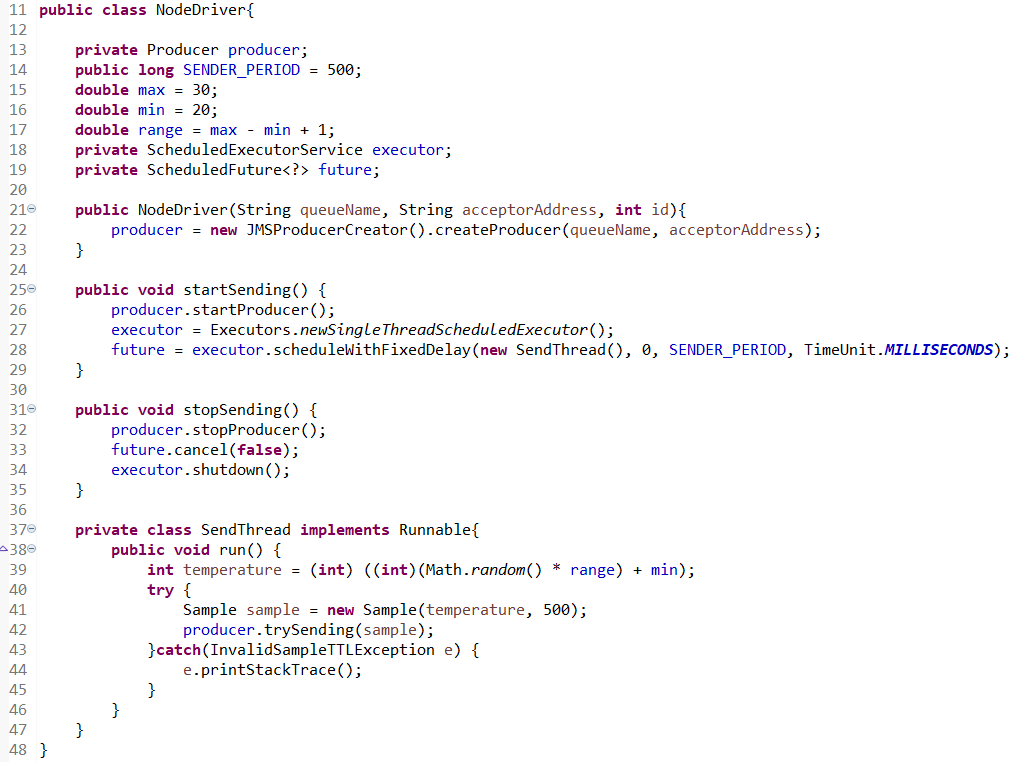 11 public class NodeDriver{
12
13     private Producer producer;
14     public long SENDER_PERIOD = 500;
15     double max = 30;
16     double min = 20;
17     double range = max - min + 1;
18     private ScheduledExecutorService executor;
19     private ScheduledFuture<?> future;
20
21     public NodeDriver(String queueName, String acceptorAddress, int id){
22         producer = new JMSProducerCreator().createProducer(queueName, acceptorAddress);
23     }
24
25     public void startSending() {
26         producer.startProducer();
27         executor = Executors.newSingleThreadScheduledExecutor();
28         future = executor.scheduleWithFixedDelay(new SendThread(), 0, SENDER_PERIOD, TimeUnit.MILLISECONDS);
29     }
30
31     public void stopSending() {
32         producer.stopProducer();
33         future.cancel(false);
34         executor.shutdown();
35     }
36
37     private class SendThread implements Runnable{
38         public void run() {
39             int temperature = (int) ((int)(Math.random() * range) + min);
40             try {
41                 Sample sample = new Sample(temperature, 500);
42                 producer.trySending(sample);
43             }catch(InvalidSampleTTLException e) {
44                 e.printStackTrace();
45             }
46         }
47     }
48 }